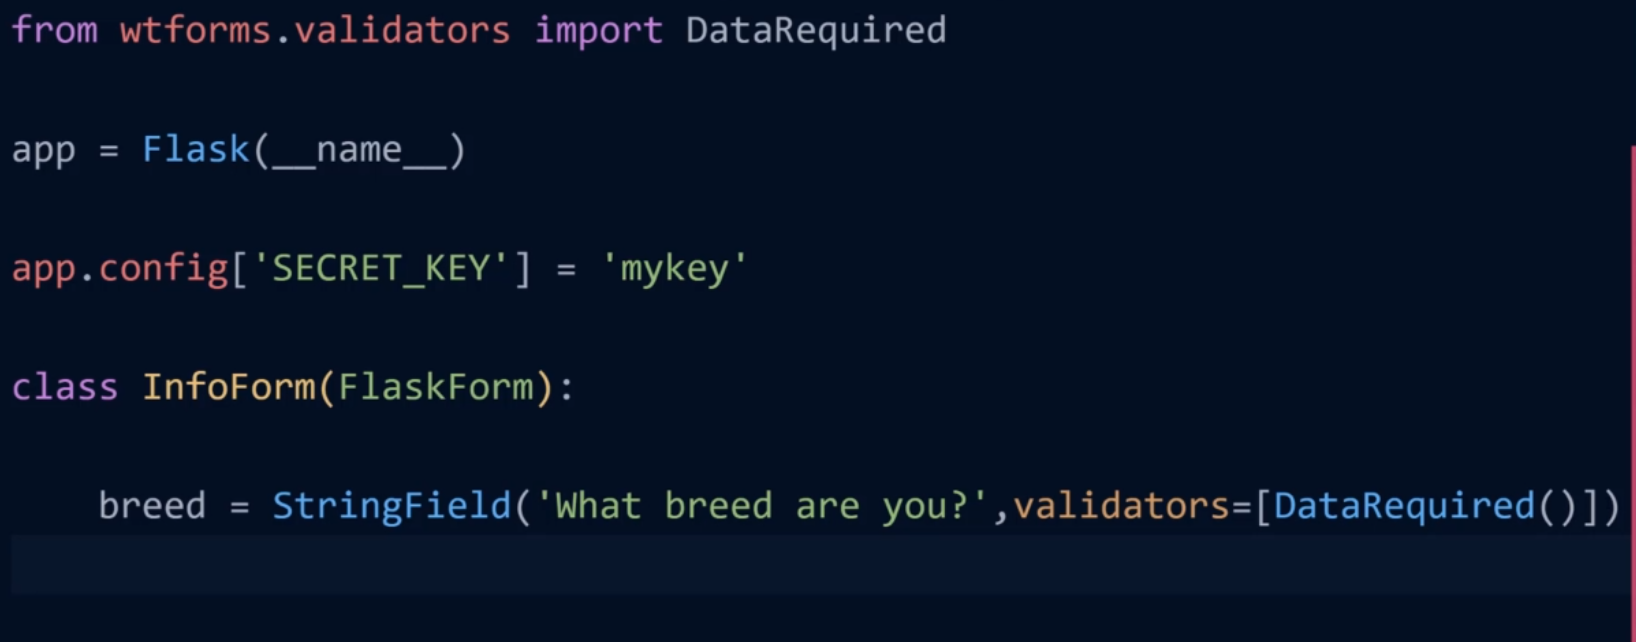 from wtforms.validators import DataRequired
app = Flask(__name__)
app.config['SECRET_KEY'] = 'mykey'
class InfoForm(FlaskForm):
    breed = StringField('What breed are you?',validators=[DataRequired()])